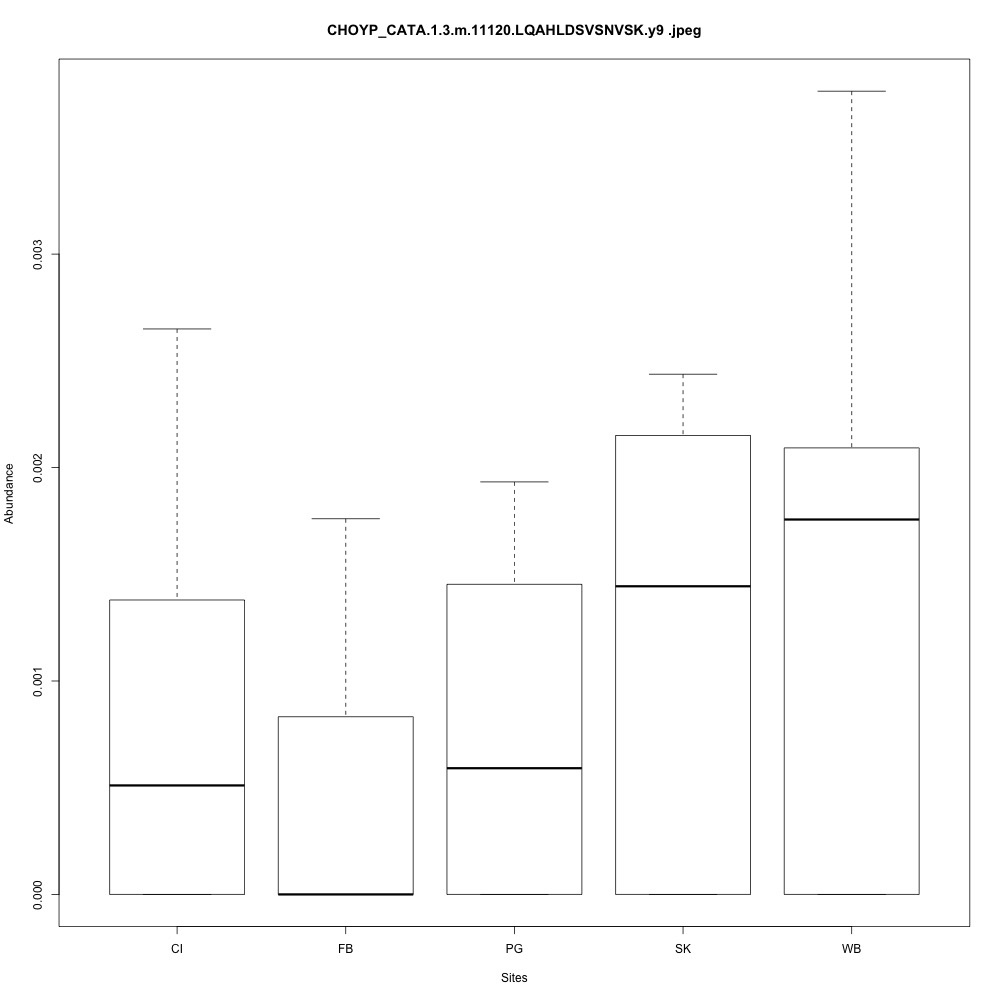 CHOYP_CATA.1.3.m.11120.LQAHLDSVSNVSK.y9 .jpeg
Abundance
0.003
0.002
0.001
0.000
CI FB PG SK WB
Sites